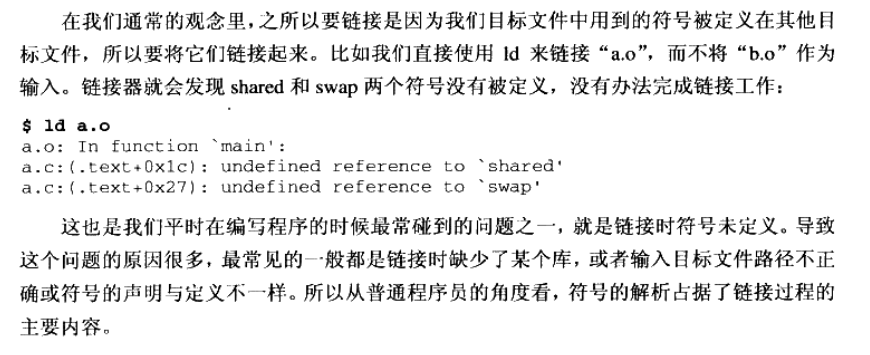 在我们通常的观念里，之所以要链接是因为我们目标文件中用到的符号被定义在其他目
标文件，所以要将它们链接起来。比如我们直接使用 ld 来链接“a.o”，而不将“b.o”作为
输入。链接器就会发现 shared 和 swap 两个符号没有被定义，没有办法完成链接工作：
$ ld a.o
a.o: In function `main':
a.c:(.text+0x1c): undefined reference to `shared'
a.c:(.text+0x27): undefined reference to `swap'
这也是我们平时在编写程序的时候最常碰到的问题之一，就是链接时符号未定义。导致
这个问题的原因很多，最常见的一般都是链接时缺少了某个库，或者输入目标文件路径不正
确或符号的声明与定义不一样。所以从普通程序员的角度看，符号的解析占据了链接过程的
主要内容。